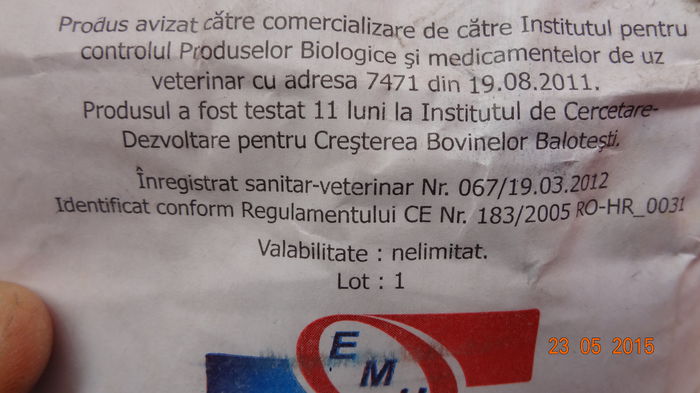 Produs avizat către comercializare de către Institutul pentru
controlul Produselor Biologice şi medicamentelor de uz
veterinar cu adresa 7471 din 19.08.2011.
Produsul a fost testat 11 luni la Institutul de Cercetare-
Dezvoltare pentru Creşterea Bovinelor Baloteşti.
Înregistrat sanitar-veterinar Nr. 067/19.03.2012
Identificat conform Regulamentului CE Nr. 183/2005 RO-HR_0031
Valabilitate : nelimitat.
Lot : 1
E
M
23 05 2015